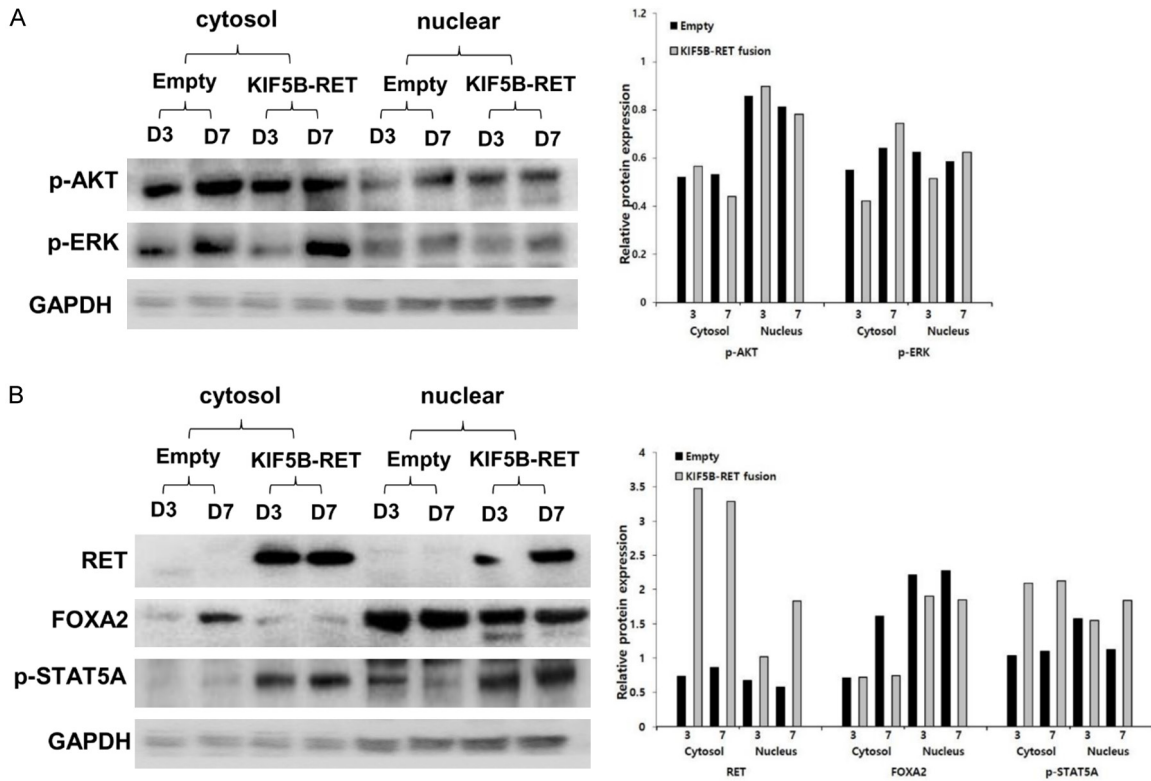 A
cytosol nuclear
Empty KIF5B-RET Empty KIF5B-RET
D3 D7 D3 D7 D3 D7 D3 D7
p-AKT
p-ERK
GAPDH
Empty
KIF5B-RET fusion
Relative protein expression
1
0.8
0.6
0.4
0.2
0
3 7 3 7 3 7 3 7
Cytosol Nucleus Cytosol Nucleus
p-AKT p-ERK
B
cytosol nuclear
Empty KIF5B-RET Empty KIF5B-RET
D3 D7 D3 D7 D3 D7 D3 D7
RET
FOXA2
p-STAT5A
GAPDH
Empty
KIF5B-RET fusion
Relative protein expression
4
3.5
3
2.5
2
1.5
1
0.5
0
3 7 3 7 3 7 3 7 3 7 3 7
Cytosol Nucleus Cytosol Nucleus Cytosol Nucleus
RET FOXA2 p-STAT5A